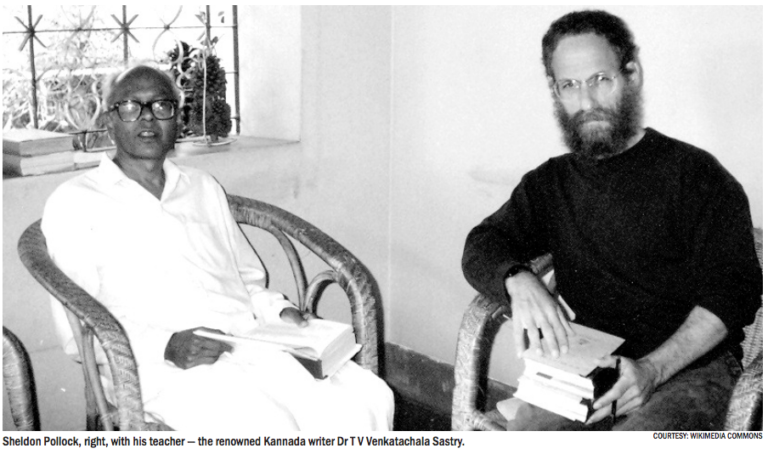 Sheldon Pollock, right, with his teacher — the renowned Kannada writer Dr T V Venkatachala Sastry.
COURTESY: WIKIMEDIA COMMONS